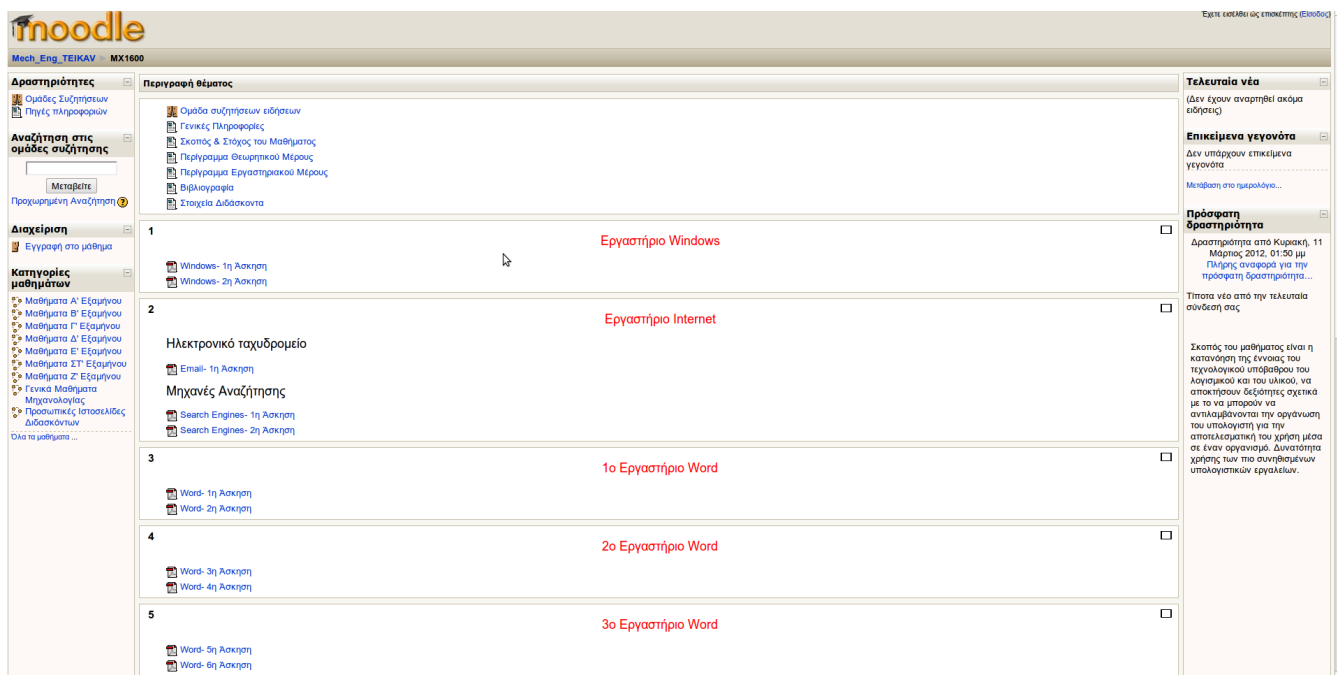 moodle
Έχετε εισέλθει ως επισκέπτης (Είσοδος)
Mech_Eng_TEIKAV ► MX1600
Δραστηριότητες
Ομάδες Συζητήσεων
Πηγές πληροφοριών
Αναζήτηση στις
ομάδες συζήτησης
Μεταβείτε
Προχωρημένη Αναζήτηση ?
Διαχείριση
Εγγραφή στο μάθημα
Κατηγορίες
μαθημάτων
Μαθήματα Α' Εξαμήνου
Μαθήματα Β' Εξαμήνου
Μαθήματα Γ' Εξαμήνου
Μαθήματα Δ' Εξαμήνου
Μαθήματα Ε' Εξαμήνου
Μαθήματα ΣΤ' Εξαμήνου
Μαθήματα Ζ' Εξαμήνου
Γενικά Μαθήματα
Μηχανολογίας
Προσωπικές Ιστοσελίδες
Διδασκόντων
Όλα τα μαθήματα ...
Περιγραφή θέματος
Ομάδα συζητήσεων ειδήσεων
Γενικές Πληροφορίες
Σκοπός & Στόχος του Μαθήματος
Περίγραμμα Θεωρητικού Μέρους
Περίγραμμα Εργαστηριακού Μέρους
Βιβλιογραφία
Στοιχεία Διδάσκοντα
1
Εργαστήριο Windows
Windows- 1η Άσκηση
Windows- 2η Άσκηση
2
Εργαστήριο Internet
Ηλεκτρονικό ταχυδρομείο
Email- 1η Άσκηση
Μηχανές Αναζήτησης
Search Engines- 1η Άσκηση
Search Engines- 2η Άσκηση
3
1ο Εργαστήριο Word
Word- 1η Άσκηση
Word- 2η Άσκηση
4
2ο Εργαστήριο Word
Word- 3η Άσκηση
Word- 4η Άσκηση
5
3ο Εργαστήριο Word
Word- 5η Άσκηση
Word- 6η Άσκηση
Τελευταία νέα
(Δεν έχουν αναρτηθεί ακόμα
ειδήσεις)
Επικείμενα γεγονότα
Δεν υπάρχουν επικείμενα
γεγονότα
Μετάβαση στο ημερολόγιο...
Πρόσφατη
δραστηριότητα
Δραστηριότητα από Κυριακή, 11
Μάρτιος 2012, 01:50 μμ
Πλήρης αναφορά για την
πρόσφατη δραστηριότητα...
Τίποτα νέο από την τελευταία
σύνδεσή σας
Σκοπός του μαθήματος είναι η
κατανόηση της έννοιας του
τεχνολογικού υπόβαθρου του
λογισμικού και του υλικού, να
αποκτήσουν δεξιότητες σχετικά
με το να μπορούν να
αντιλαμβάνονται την οργάνωση
του υπολογιστή για την
αποτελεσματική του χρήση μέσα
σε έναν οργανισμό. Δυνατότητα
χρήσης των πιο συνηθισμένων
υπολογιστικών εργαλείων.